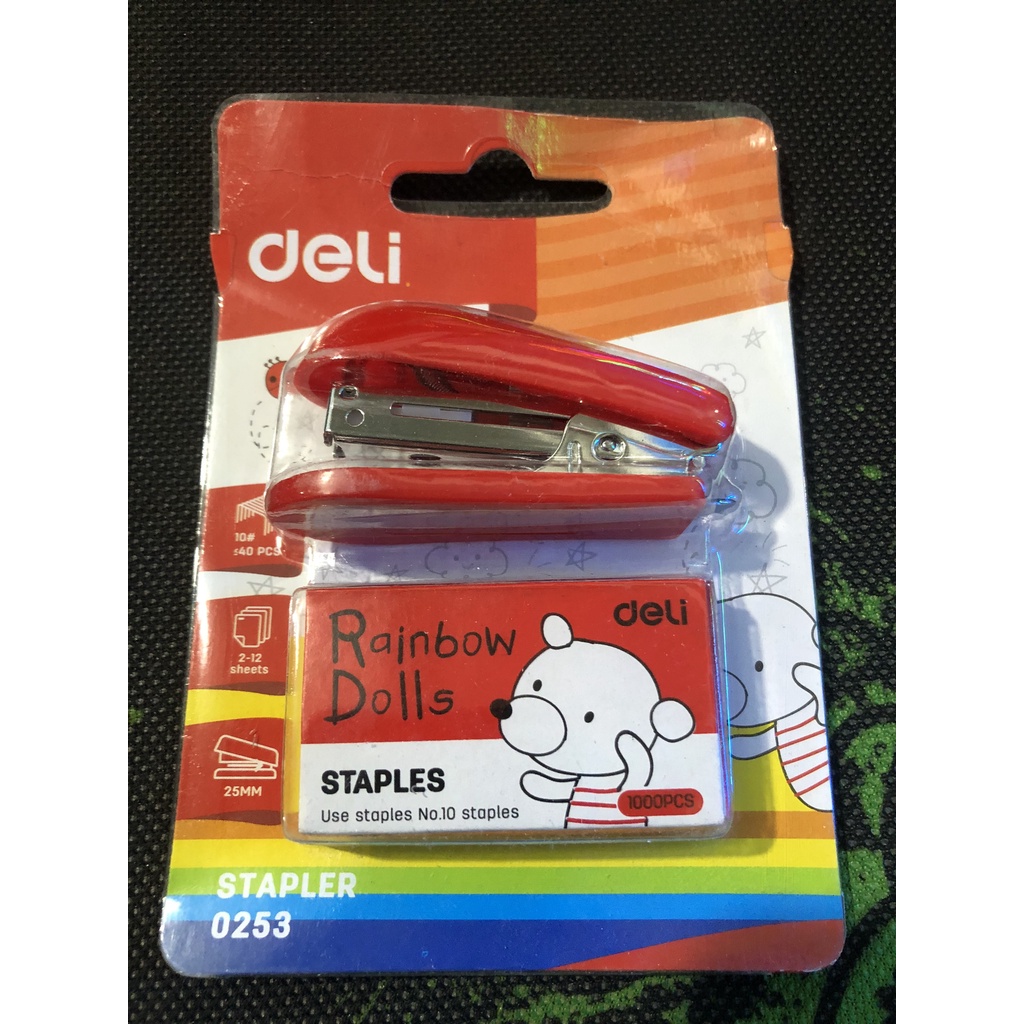 deli
10#
≤40 PCS
2-12
sheets
25MM
Rainbow
Dolls
deli
STAPLES
Use staples No.10 staples
1000PCS
STAPLER
0253